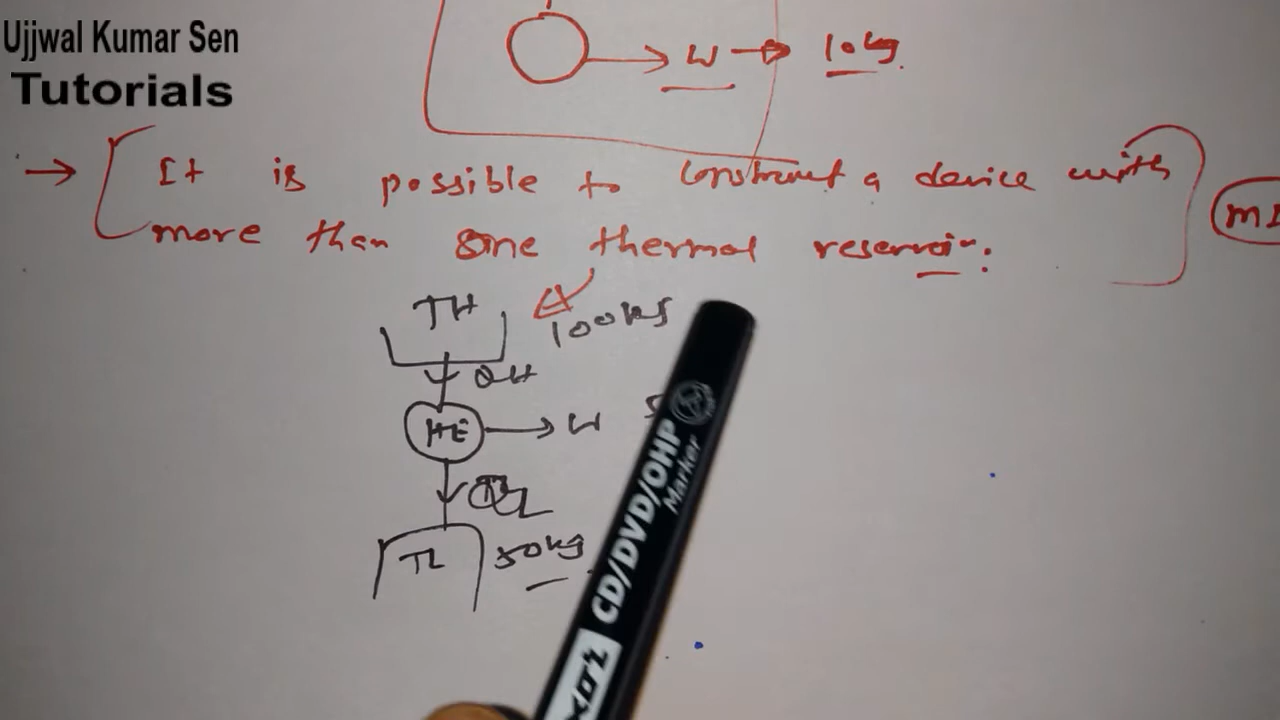 Ujjwal Kumar Sen
Tutorials
W → 10kg.
→ It is possible to construct a device with
more than one thermal reservoir.
TH
QH
HE → W
QL
TL 50kg
CD/DVD/OHP
Marker